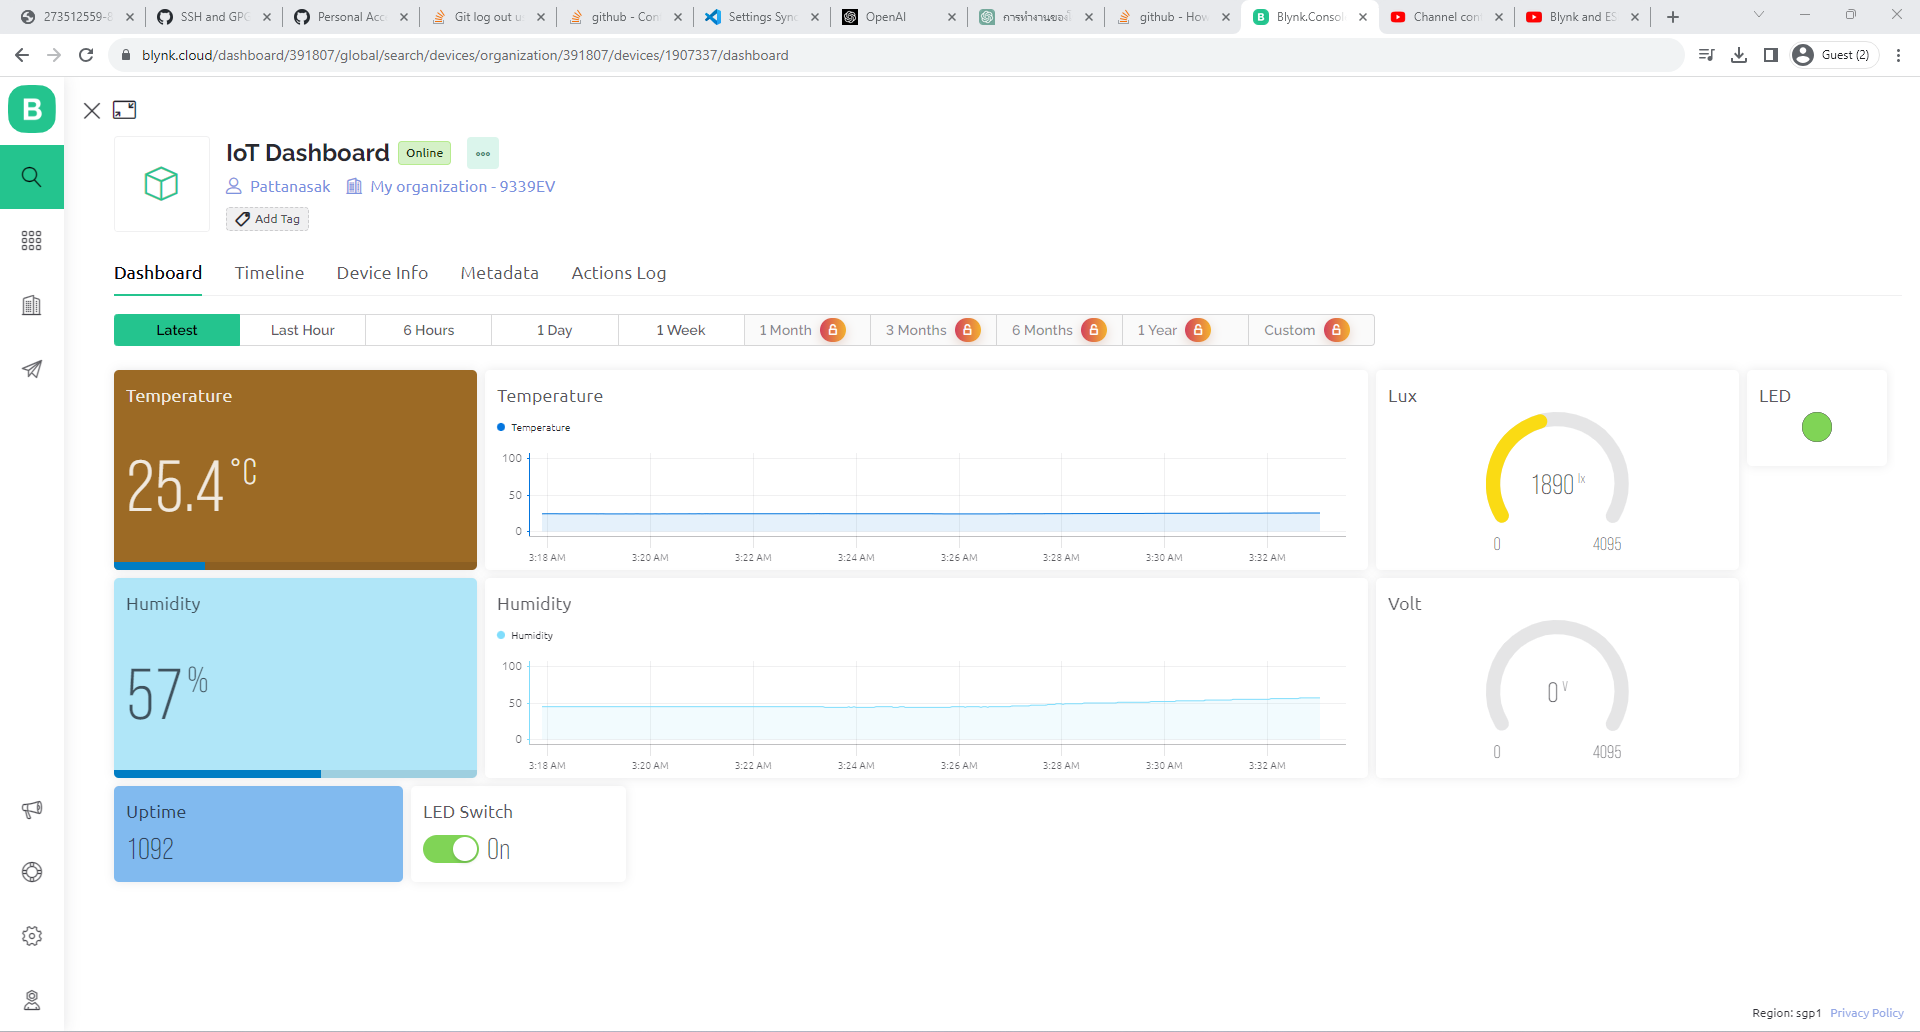 273512559-8
SSH and GPG
Personal Acc
Git log out u
github - Con
Settings Sync
OpenAI
การทำงานของโ
github - How
Blynk.Consol
Channel cont
Blynk and ES
blynk.cloud/dashboard/391807/global/search/devices/organization/391807/devices/1907337/dashboard
Guest (2)
B
IoT Dashboard
Online
Pattanasak
My organization - 9339EV
Add Tag
Dashboard
Timeline
Device Info
Metadata
Actions Log
Latest
Last Hour
6 Hours
1 Day
1 Week
1 Month
3 Months
6 Months
1 Year
Custom
Temperature
25.4 °C
Temperature
Temperature
100
50
0
3:18 AM 3:20 AM 3:22 AM 3:24 AM 3:26 AM 3:28 AM 3:30 AM 3:32 AM
Lux
1890 lx
0 4095
LED
Humidity
57 %
Humidity
Humidity
100
50
0
3:18 AM 3:20 AM 3:22 AM 3:24 AM 3:26 AM 3:28 AM 3:30 AM 3:32 AM
Volt
0 V
0 4095
Uptime
1092
LED Switch
On
Region: sgp1 Privacy Policy